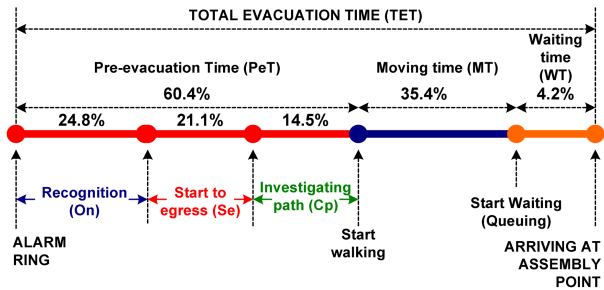 TOTAL EVACUATION TIME (TET)
Pre-evacuation Time (PeT)
Moving time (MT)
Waiting
time
(WT)
60.4%
35.4%
4.2%
24.8%
21.1%
14.5%
Recognition
(On)
Start to
egress (Se)
Investigating
path (Cp)
ALARM
RING
Start
walking
Start Waiting
(Queuing)
ARRIVING AT
ASSEMBLY
POINT